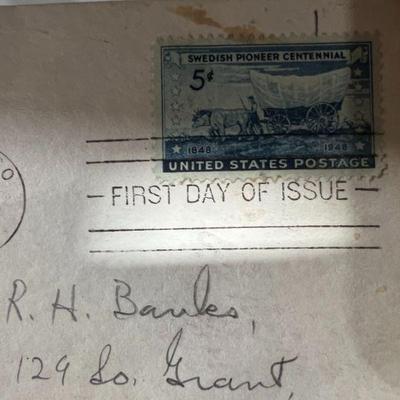 SWEDISH PIONEER CENTENNIAL
5¢
1848 1948
UNITED STATES POSTAGE
FIRST DAY OF ISSUE
R. H. Banks,
129 So. Grant,